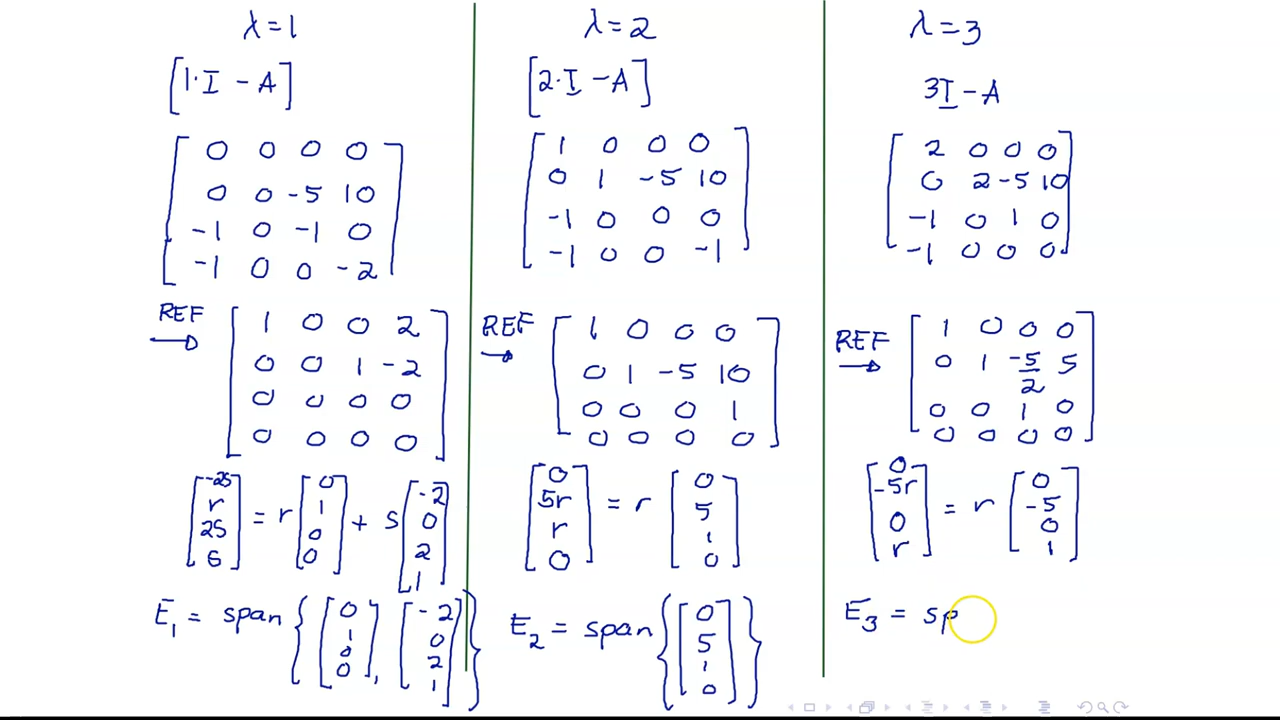 λ=1
[1·I − A]
0 0 0 0
0 0 -5 10
-1 0 -1 0
-1 0 0 -2
REF →
1 0 0 2
0 0 1 -2
0 0 0 0
0 0 0 0
[-2s r 2s s] = r [0 1 0 0] + s [-2 0 2 1]
E₁ = span { [0 1 0 0], [-2 0 2 1] }
λ=2
[2·I − A]
1 0 0 0
0 1 -5 10
-1 0 0 0
-1 0 0 -1
REF →
1 0 0 0
0 1 -5 10
0 0 0 1
0 0 0 0
[0 5r r 0] = r [0 5 1 0]
E₂ = span { [0 5 1 0] }
λ=3
3I − A
2 0 0 0
0 2 -5 10
-1 0 1 0
-1 0 0 0
REF →
1 0 0 0
0 1 -5/2 5
0 0 1 0
0 0 0 0
[0 -5r 0 r] = r [0 -5 0 1]
E₃ = sp